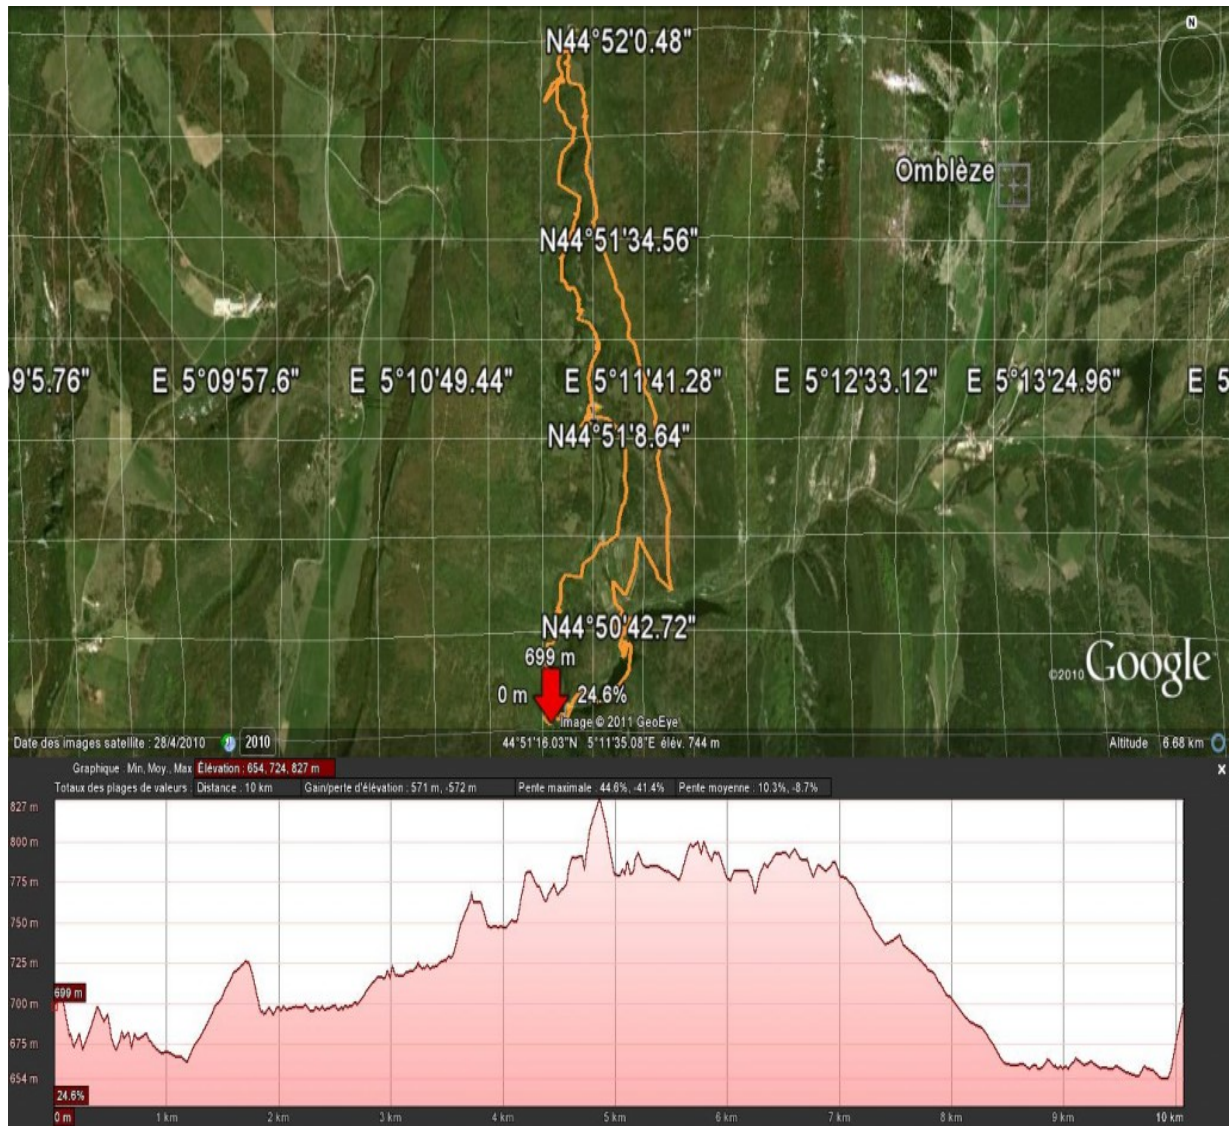 N
N44°52'0.48"
Omblèze
N44°51'34.56"
9'5.76" E 5°09'57.6" E 5°10'49.44" E 5°11'41.28" E 5°12'33.12" E 5°13'24.96" E 5
N44°51'8.64"
N44°50'42.72"
699 m
0 m 24.6%
©2010 Google
Image © 2011 GeoEye
Date des images satellite : 28/4/2010 2010 44°51'16.03"N 5°11'35.08"E élév. 744 m Altitude 6.68 km
Graphique : Min, Moy., Max Élévation : 654, 724, 827 m x
Totaux des plages de valeurs : Distance : 10 km Gain/perte d'élévation : 571 m, -572 m Pente maximale : 44.6%, -41.4% Pente moyenne : 10.3%, -8.7%
827 m
800 m
775 m
750 m
725 m
700 m
699 m
675 m
654 m
24.6%
0 m 1 km 2 km 3 km 4 km 5 km 6 km 7 km 8 km 9 km 10 km